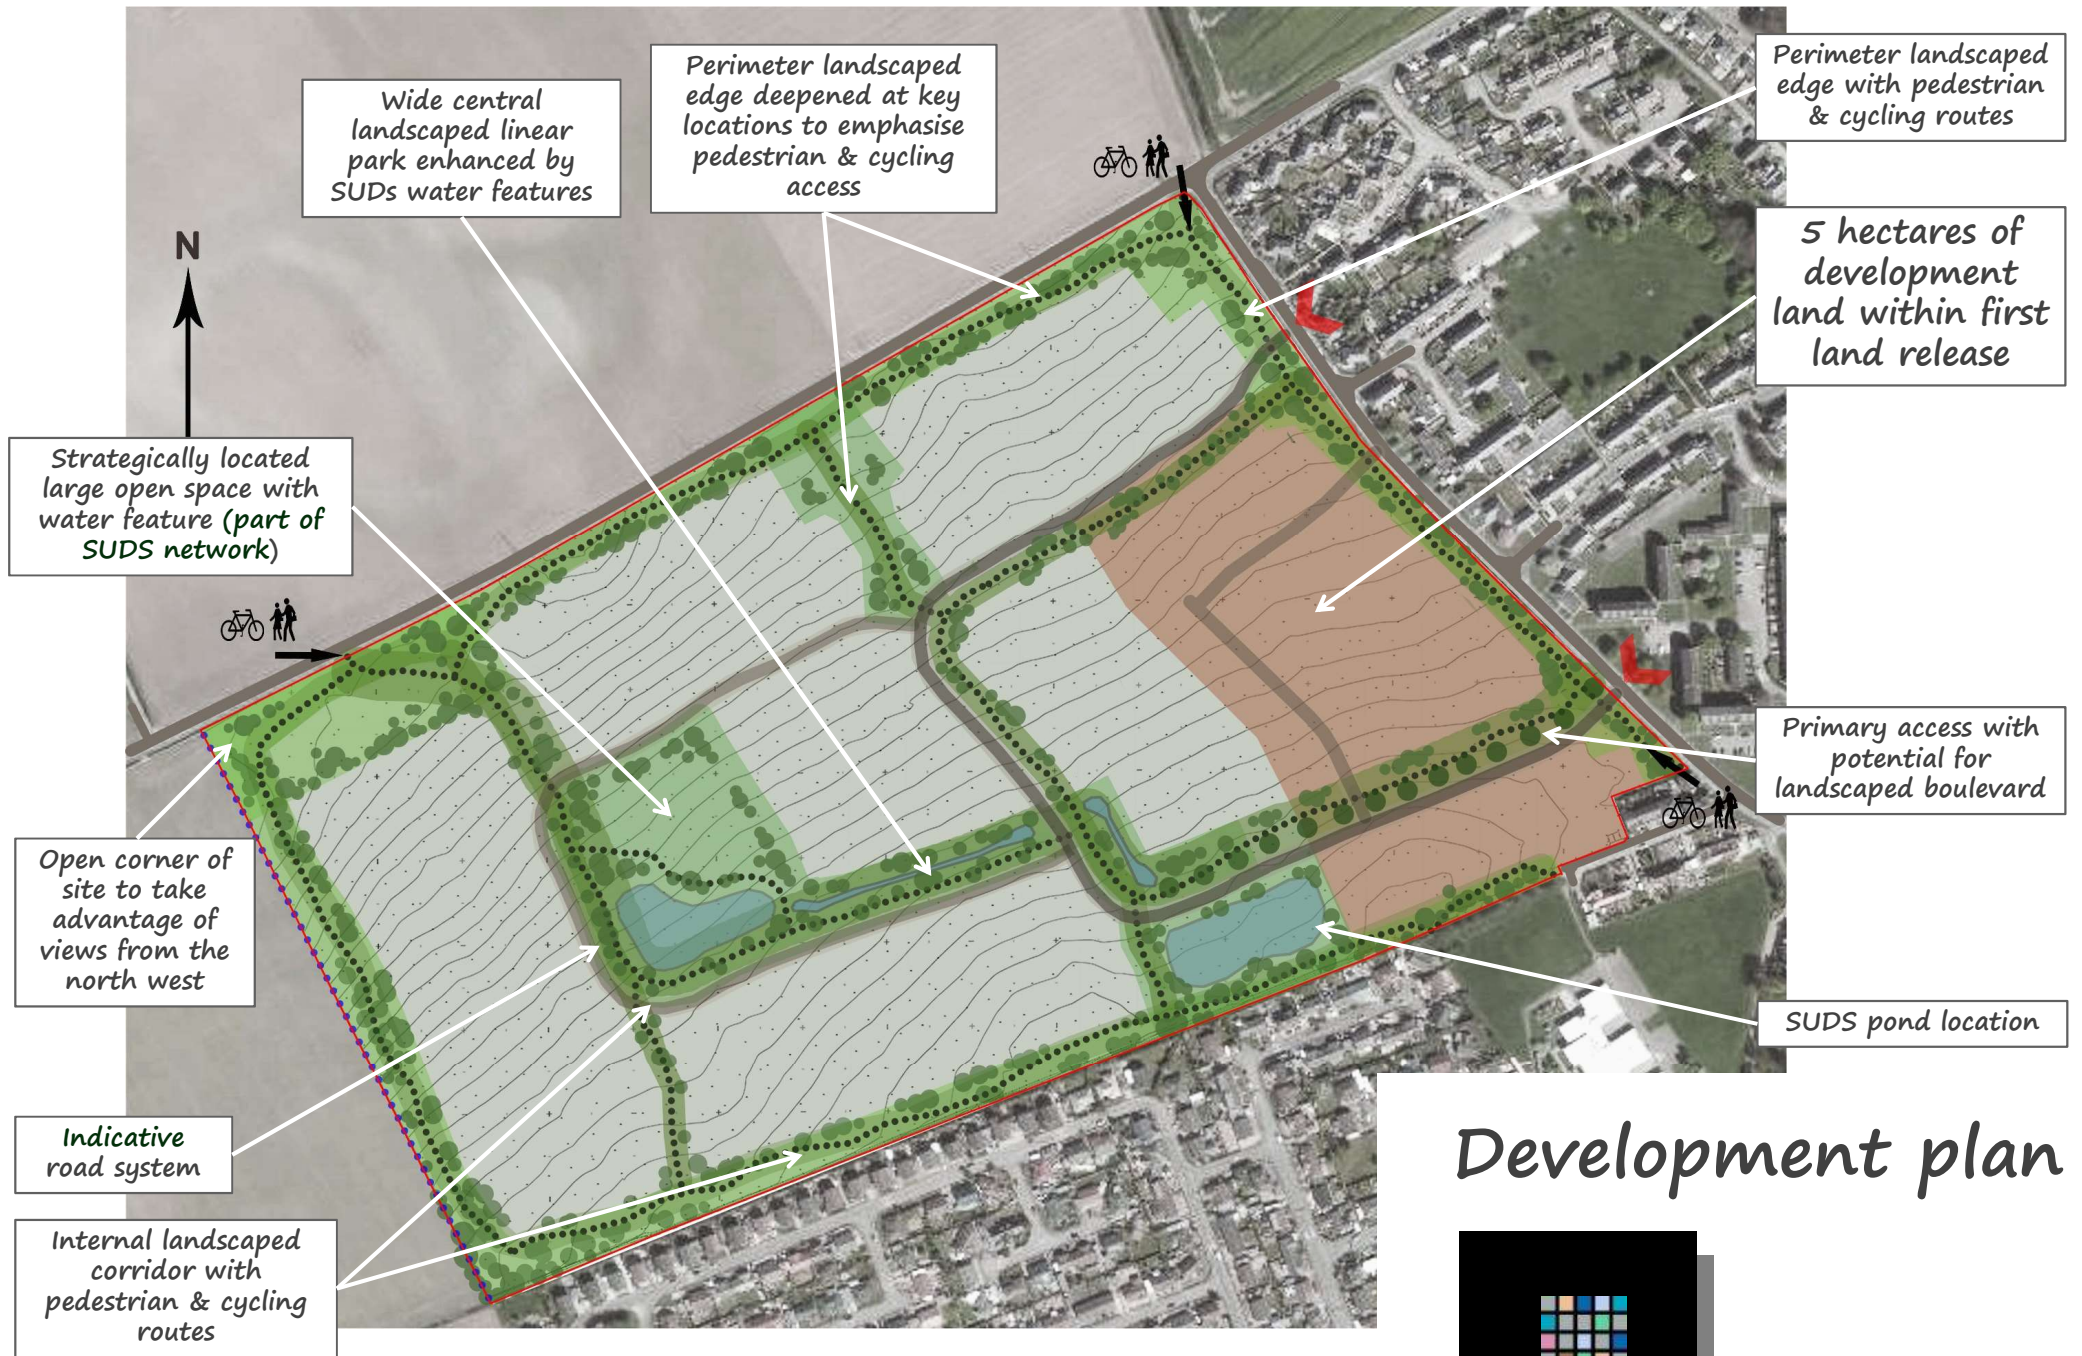 Wide central
landscaped linear
park enhanced by
SUDs water features
Perimeter landscaped
edge deepened at key
locations to emphasise
pedestrian & cycling
access
Perimeter landscaped
edge with pedestrian
& cycling routes
5 hectares of
development
land within first
land release
N
Strategically located
large open space with
water feature (part of
SUDS network)
Primary access with
potential for
landscaped boulevard
Open corner of
site to take
advantage of
views from the
north west
SUDS pond location
Indicative
road system
Internal landscaped
corridor with
pedestrian & cycling
routes
Development plan